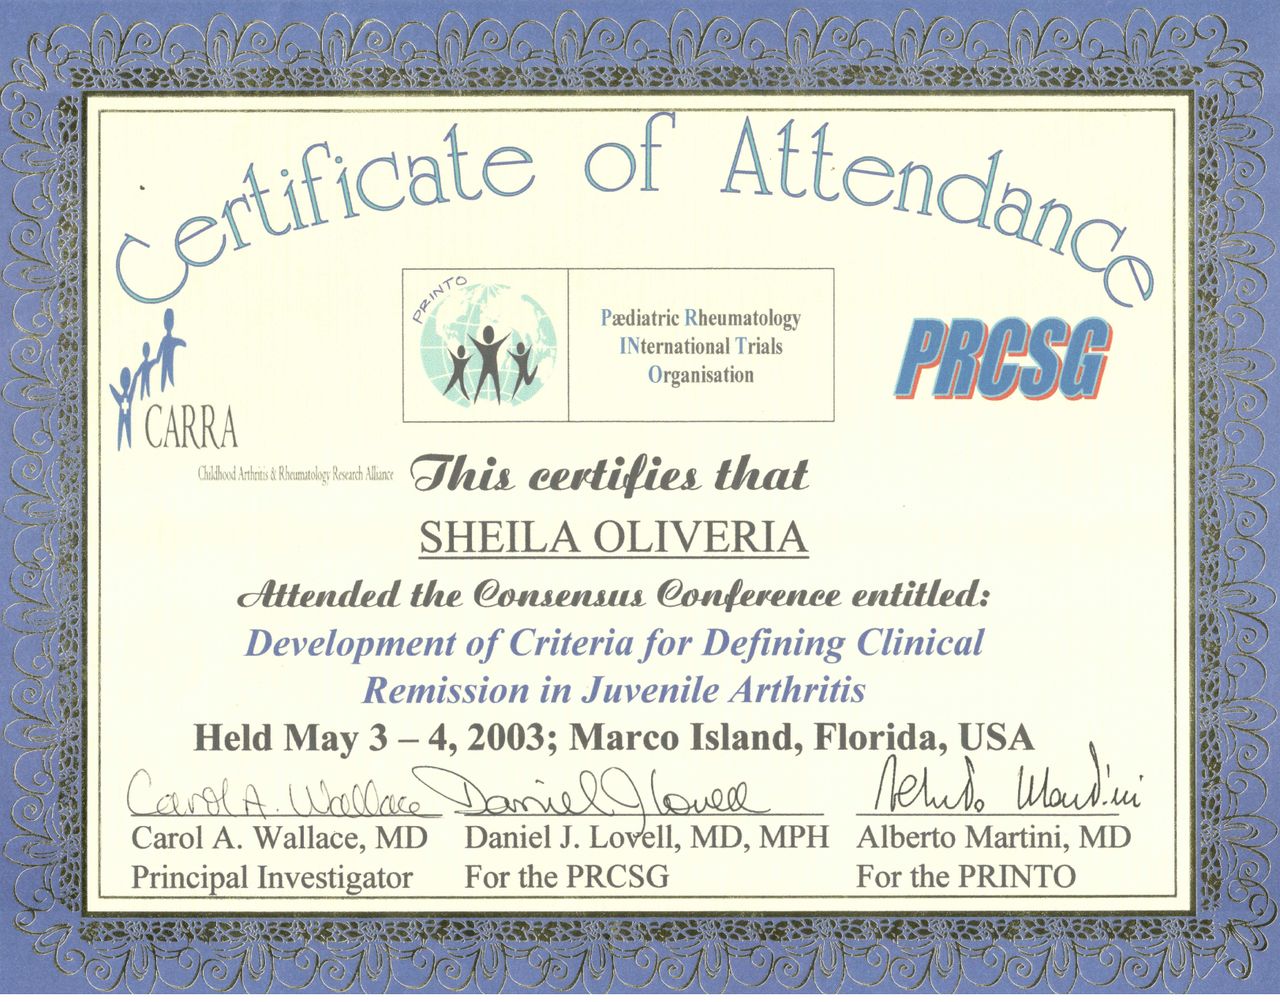 Certificate of Attendance
PRINTO
Pædiatric Rheumatology
INternational Trials
Organisation
PRCSG
CARRA
Childhood Arthritis & Rheumatology Research Alliance
This certifies that
SHEILA OLIVERIA
Attended the Consensus Conference entitled:
Development of Criteria for Defining Clinical
Remission in Juvenile Arthritis
Held May 3 – 4, 2003; Marco Island, Florida, USA
Carol A. Wallace Daniel J Lovell Alberto Martini
Carol A. Wallace, MD Daniel J. Lovell, MD, MPH Alberto Martini, MD
Principal Investigator For the PRCSG For the PRINTO